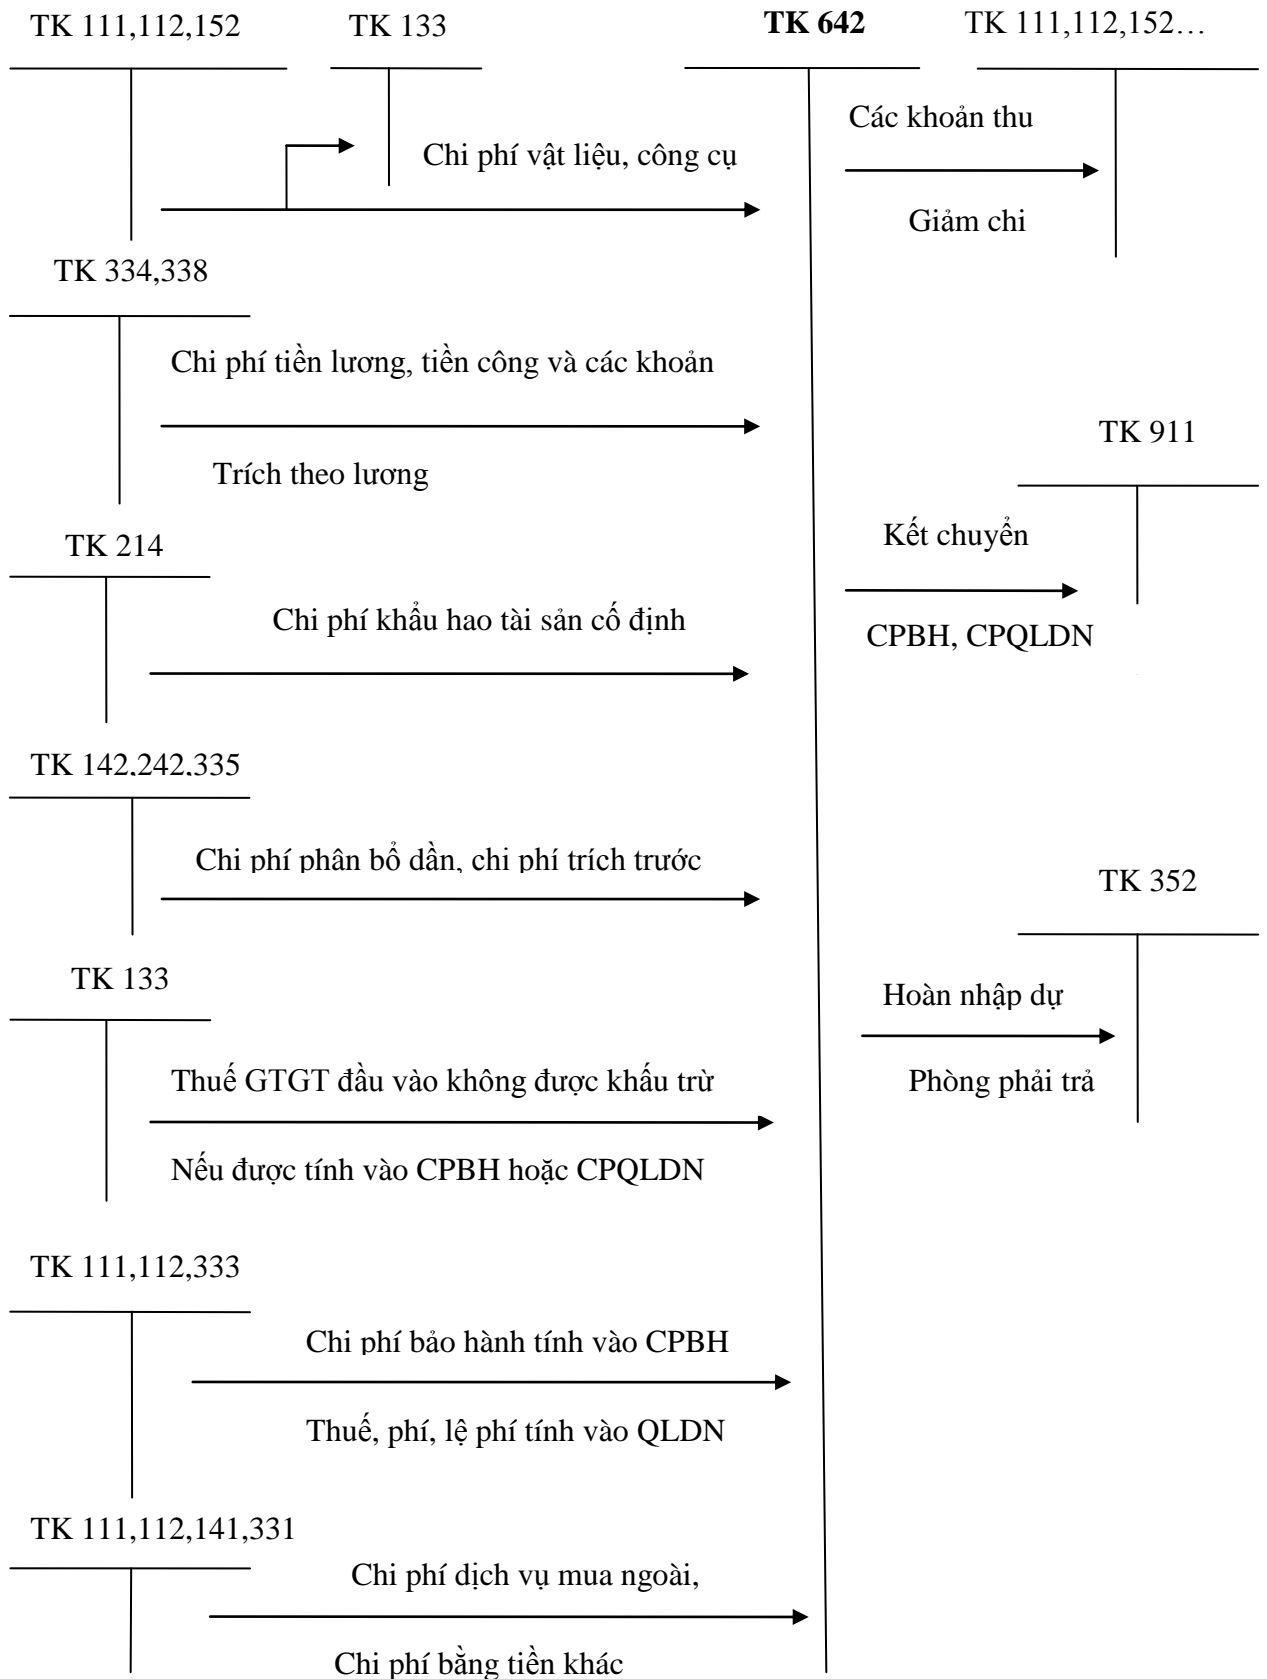 TK 111,112,152 TK 133 TK 642 TK 111,112,152…
Các khoản thu
Chi phí vật liệu, công cụ
Giảm chi
TK 334,338
Chi phí tiền lương, tiền công và các khoản
TK 911
Trích theo lương
Kết chuyển
TK 214
Chi phí khấu hao tài sản cố định
CPBH, CPQLDN
TK 142,242,335
Chi phí phân bổ dần, chi phí trích trước
TK 352
TK 133
Hoàn nhập dự
Thuế GTGT đầu vào không được khấu trừ
Phòng phải trả
Nếu được tính vào CPBH hoặc CPQLDN
TK 111,112,333
Chi phí bảo hành tính vào CPBH
Thuế, phí, lệ phí tính vào QLDN
TK 111,112,141,331
Chi phí dịch vụ mua ngoài,
Chi phí bằng tiền khác